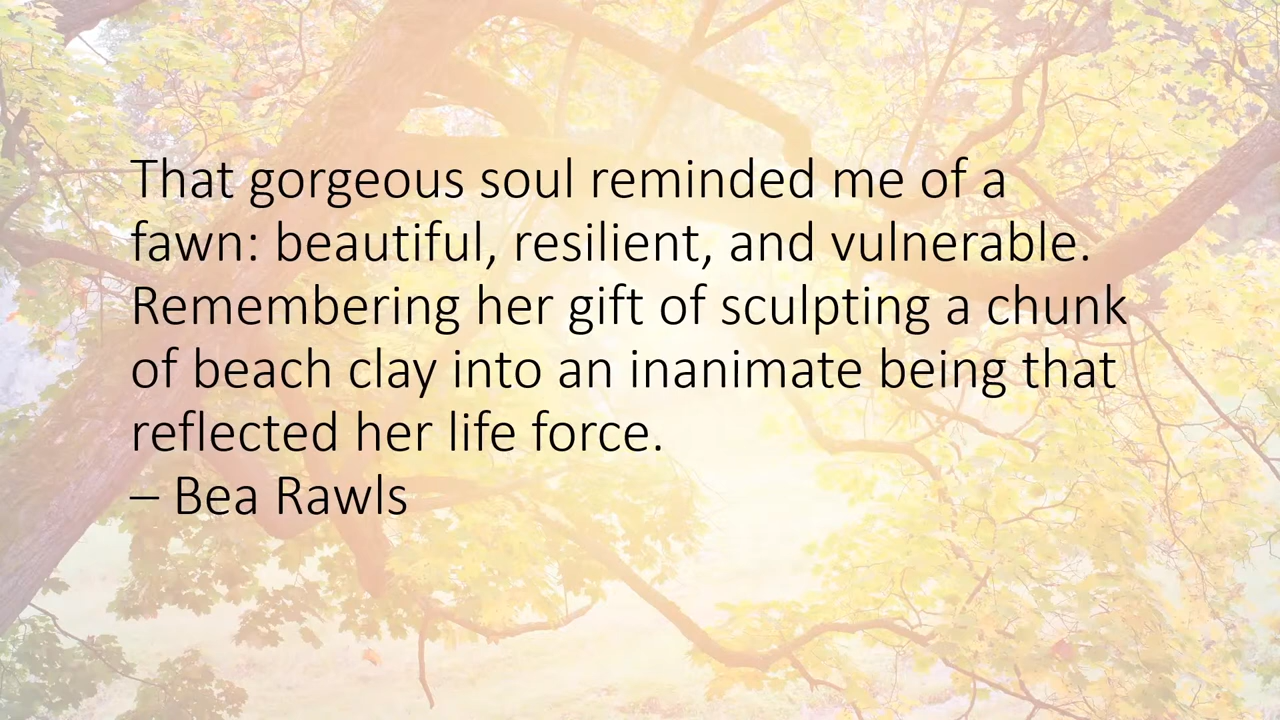 That gorgeous soul reminded me of a
fawn: beautiful, resilient, and vulnerable.
Remembering her gift of sculpting a chunk
of beach clay into an inanimate being that
reflected her life force.
– Bea Rawls